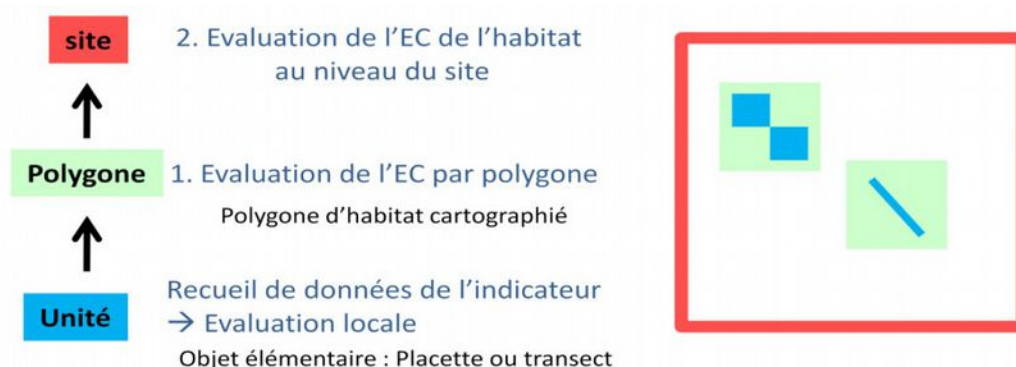 site
2. Evaluation de l’EC de l’habitat
au niveau du site
Polygone
1. Evaluation de l’EC par polygone
Polygone d’habitat cartographié
Unité
Recueil de données de l’indicateur
→ Evaluation locale
Objet élémentaire : Placette ou transect